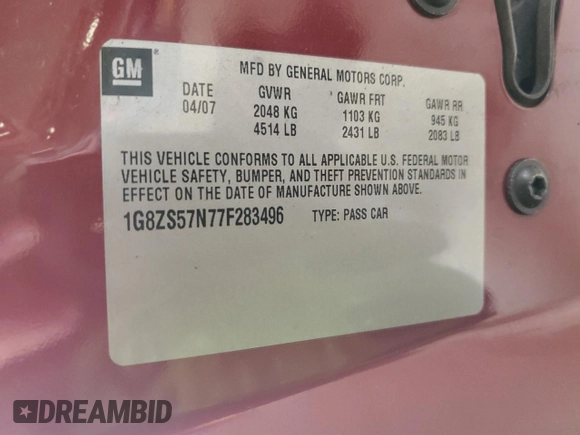 GM
MFD BY GENERAL MOTORS CORP.
DATE GVWR GAWR FRT GAWR RR
04/07 2048 KG 1103 KG 945 KG
4514 LB 2431 LB 2083 LB
THIS VEHICLE CONFORMS TO ALL APPLICABLE U.S. FEDERAL MOTOR
VEHICLE SAFETY, BUMPER, AND THEFT PREVENTION STANDARDS IN
EFFECT ON THE DATE OF MANUFACTURE SHOWN ABOVE.
1G8ZS57N77F283496 TYPE: PASS CAR
DREAMBID